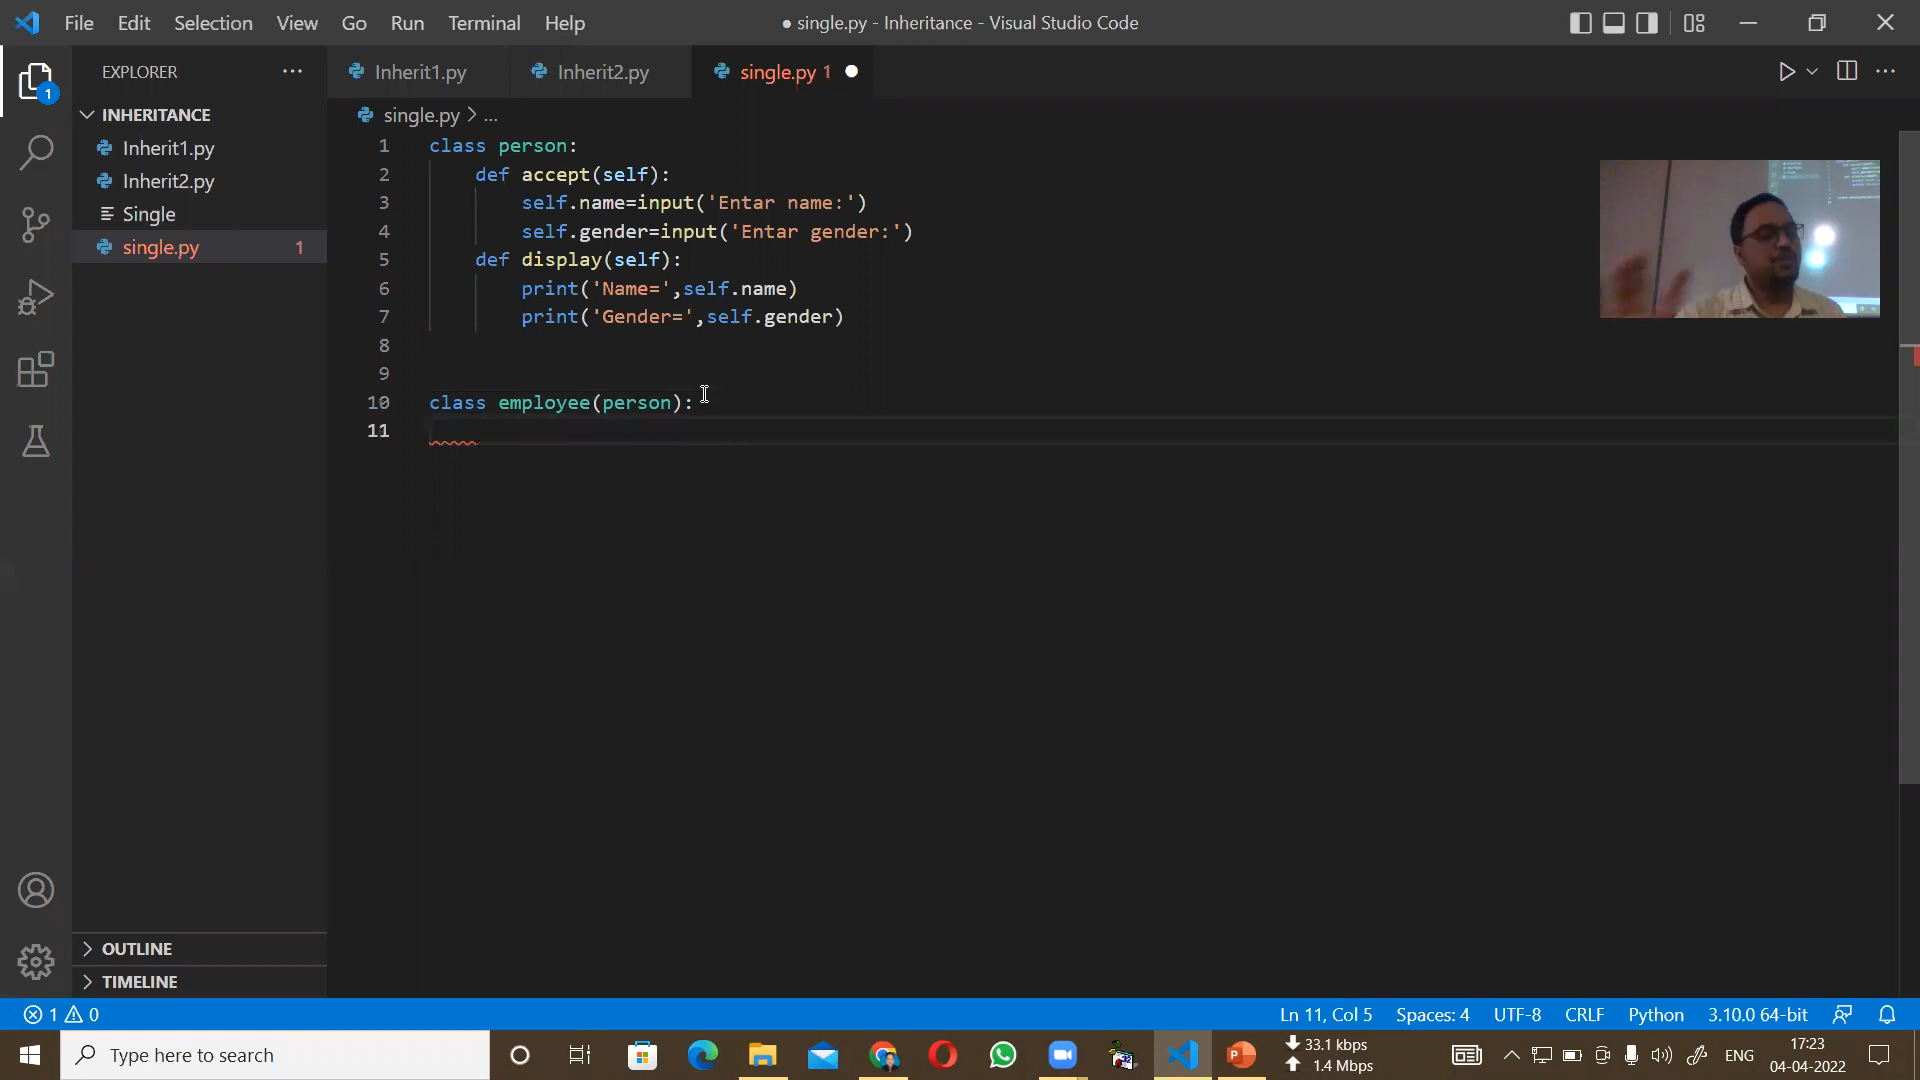 File Edit Selection View Go Run Terminal Help
● single.py - Inheritance - Visual Studio Code
EXPLORER
Inherit1.py
Inherit2.py
single.py 1
INHERITANCE
Inherit1.py
Inherit2.py
Single
single.py 1
1
single.py > ...
1 class person:
2 def accept(self):
3 self.name=input('Entar name:')
4 self.gender=input('Entar gender:')
5 def display(self):
6 print('Name=',self.name)
7 print('Gender=',self.gender)
8
9
10 class employee(person):
11
OUTLINE
TIMELINE
1 0
Ln 11, Col 5 Spaces: 4 UTF-8 CRLF Python 3.10.0 64-bit
Type here to search
33.1 kbps
1.4 Mbps
ENG
17:23
04-04-2022